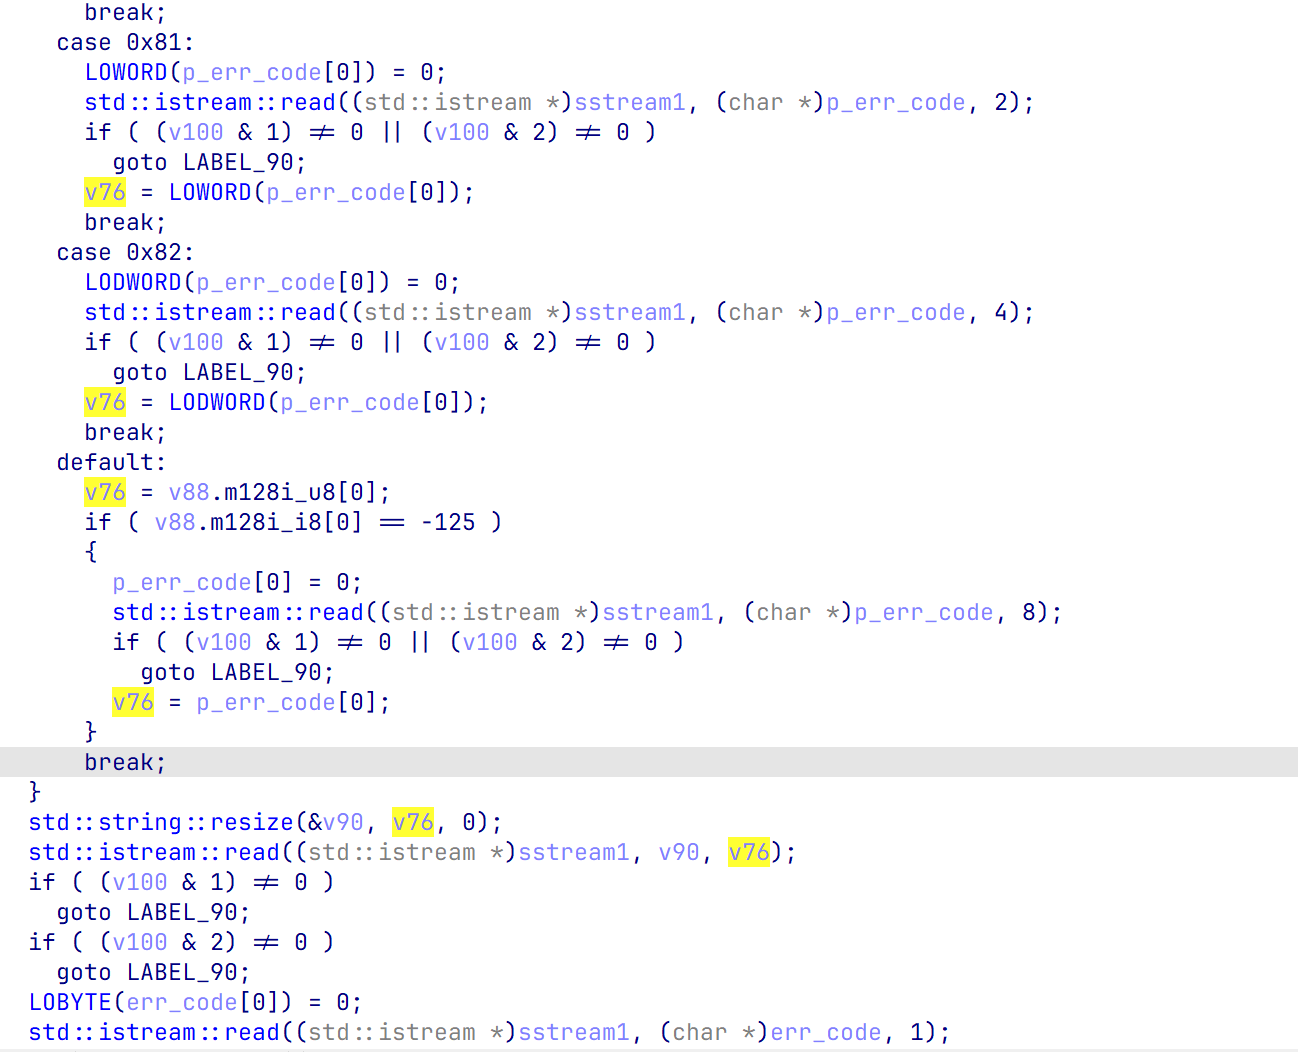 break;
case 0x81:
LOWORD(p_err_code[0]) = 0;
std::istream::read((std::istream *)sstream1, (char *)p_err_code, 2);
if ( (v100 & 1) != 0 || (v100 & 2) != 0 )
goto LABEL_90;
v76 = LOWORD(p_err_code[0]);
break;
case 0x82:
LODWORD(p_err_code[0]) = 0;
std::istream::read((std::istream *)sstream1, (char *)p_err_code, 4);
if ( (v100 & 1) != 0 || (v100 & 2) != 0 )
goto LABEL_90;
v76 = LODWORD(p_err_code[0]);
break;
default:
v76 = v88.m128i_u8[0];
if ( v88.m128i_i8[0] == -125 )
{
p_err_code[0] = 0;
std::istream::read((std::istream *)sstream1, (char *)p_err_code, 8);
if ( (v100 & 1) != 0 || (v100 & 2) != 0 )
goto LABEL_90;
v76 = p_err_code[0];
}
break;
}
std::string::resize(&v90, v76, 0);
std::istream::read((std::istream *)sstream1, v90, v76);
if ( (v100 & 1) != 0 )
goto LABEL_90;
if ( (v100 & 2) != 0 )
goto LABEL_90;
LOBYTE(err_code[0]) = 0;
std::istream::read((std::istream *)sstream1, (char *)err_code, 1);